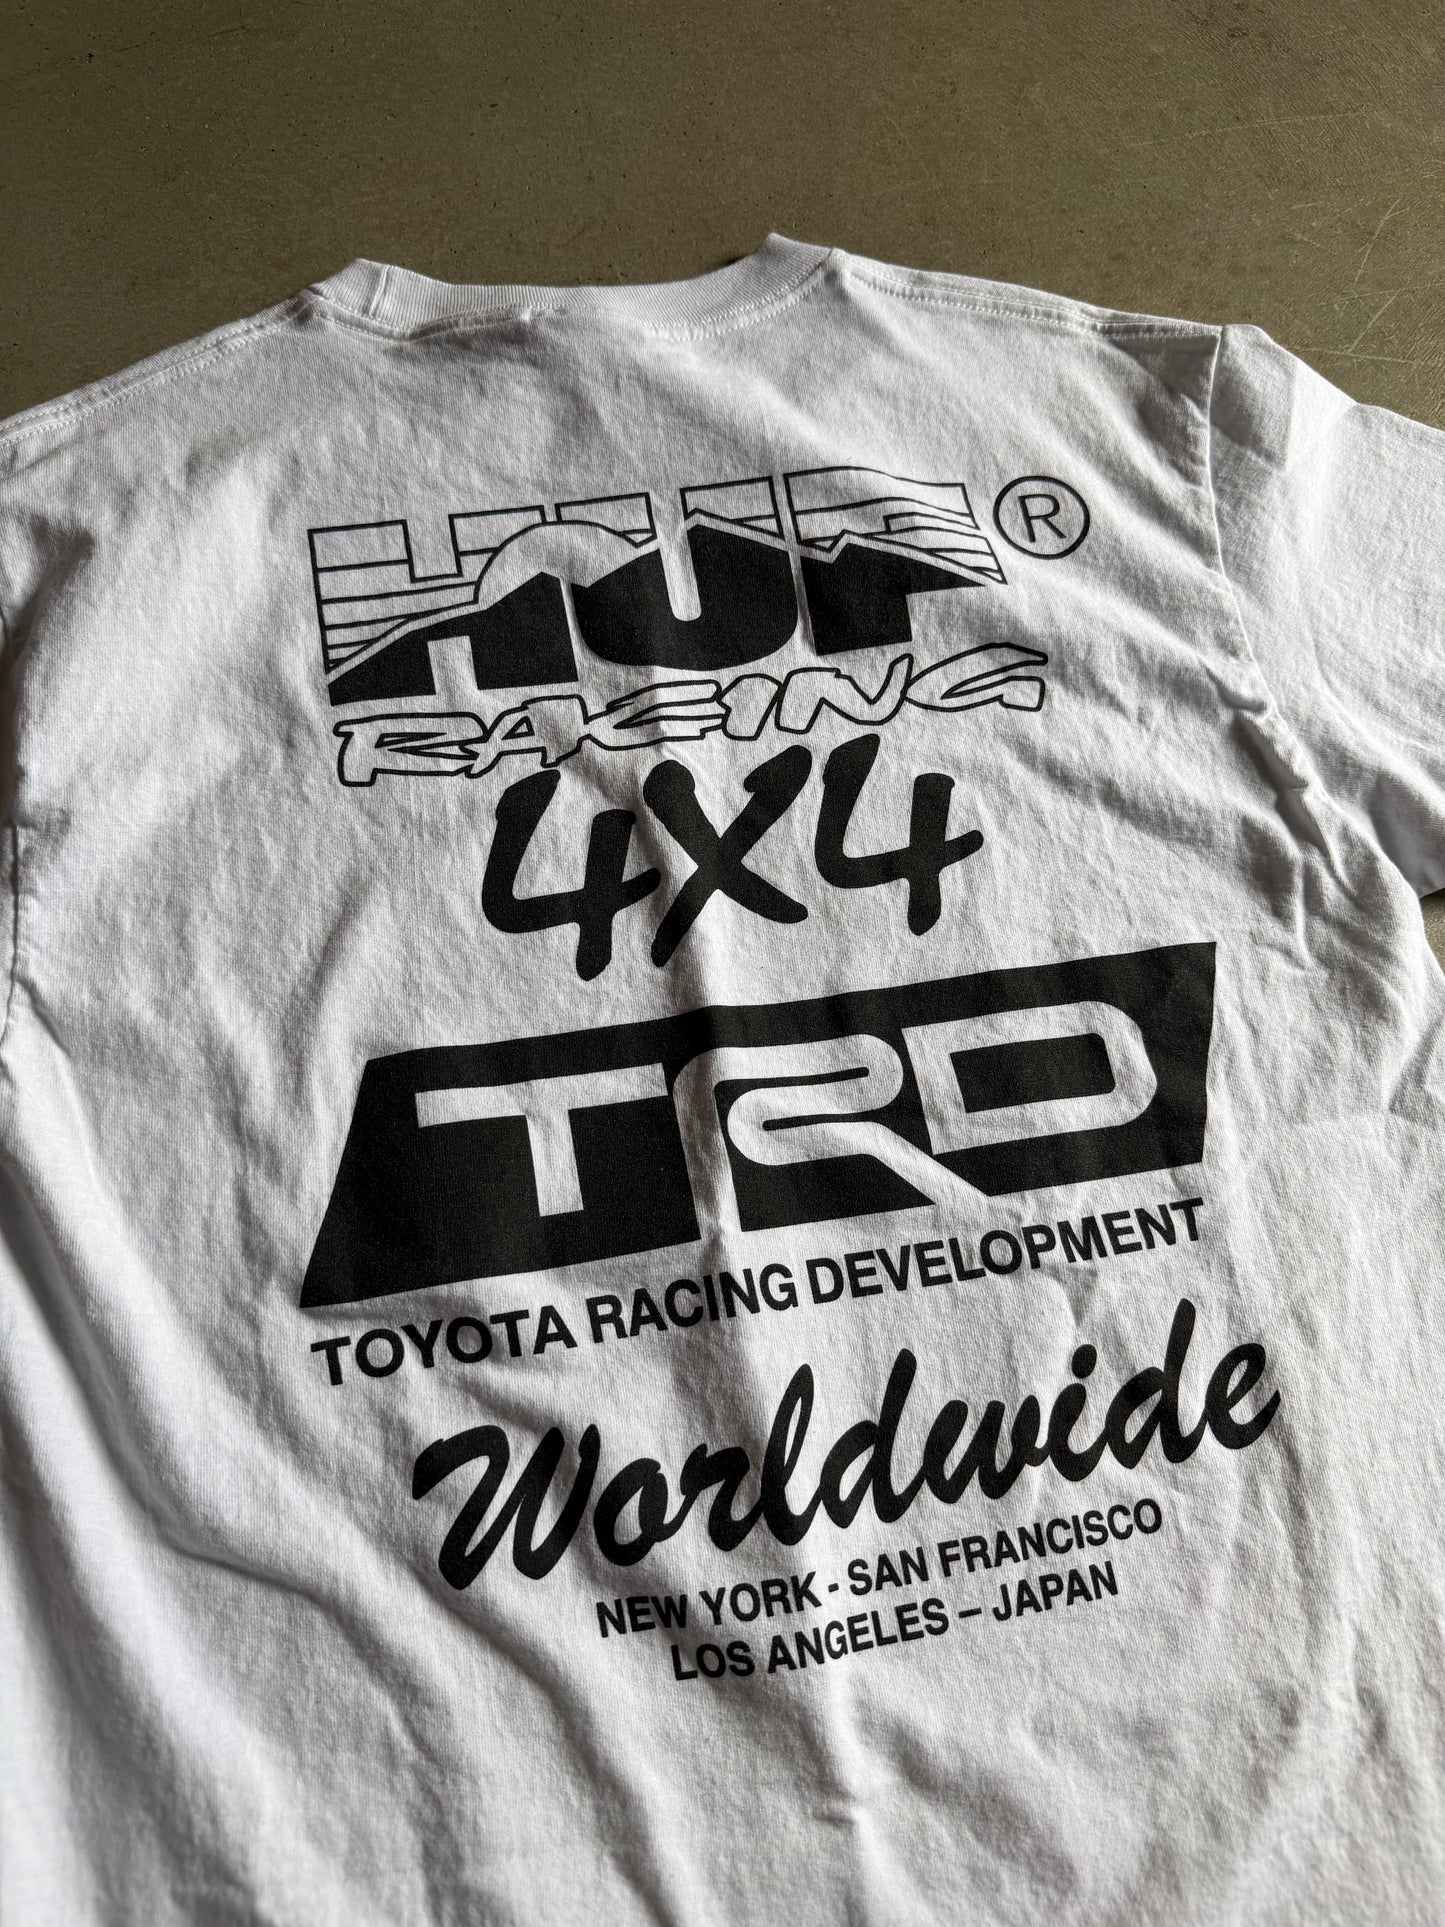 HUF®
RACING
4X4
TRD
TOYOTA RACING DEVELOPMENT
Worldwide
NEW YORK - SAN FRANCISCO
LOS ANGELES – JAPAN